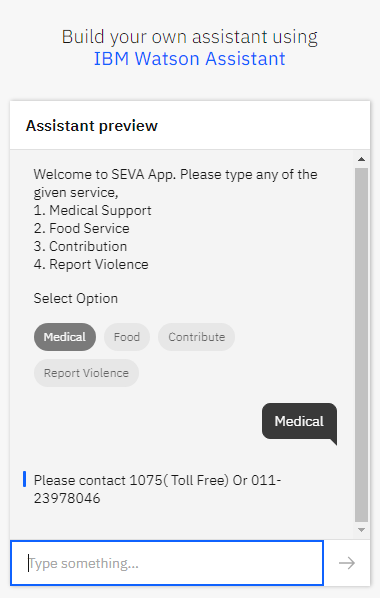 Build your own assistant using
IBM Watson Assistant
Assistant preview
Welcome to SEVA App. Please type any of the
given service,
1. Medical Support
2. Food Service
3. Contribution
4. Report Violence
Select Option
Medical
Food
Contribute
Report Violence
Medical
Please contact 1075( Toll Free) Or 011-
23978046
Type something...